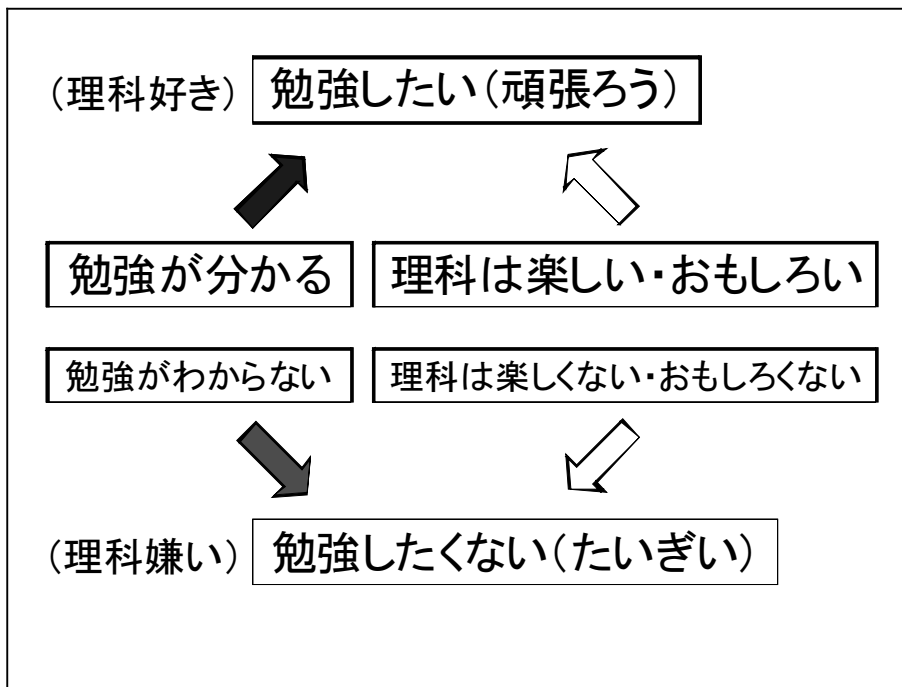 (理科好き) 勉強したい(頑張ろう)
勉強が分かる 理科は楽しい・おもしろい
勉強がわからない 理科は楽しくない・おもしろくない
(理科嫌い) 勉強したくない(たいぎい)